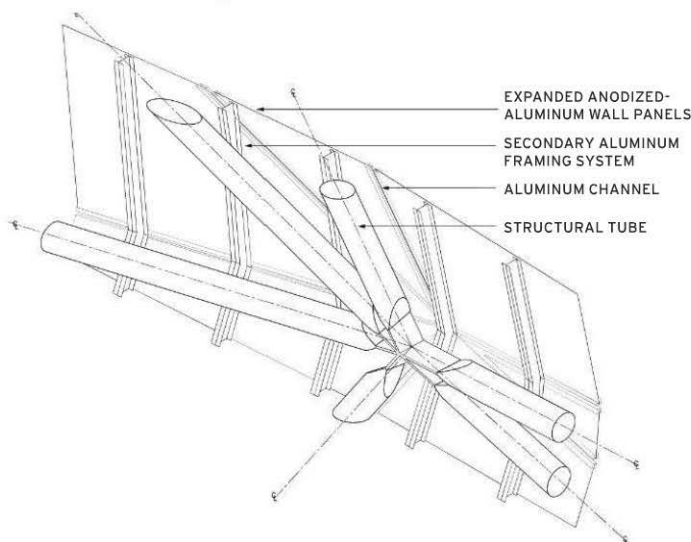 EXPANDED ANODIZED-
ALUMINUM WALL PANELS
SECONDARY ALUMINUM
FRAMING SYSTEM
ALUMINUM CHANNEL
STRUCTURAL TUBE